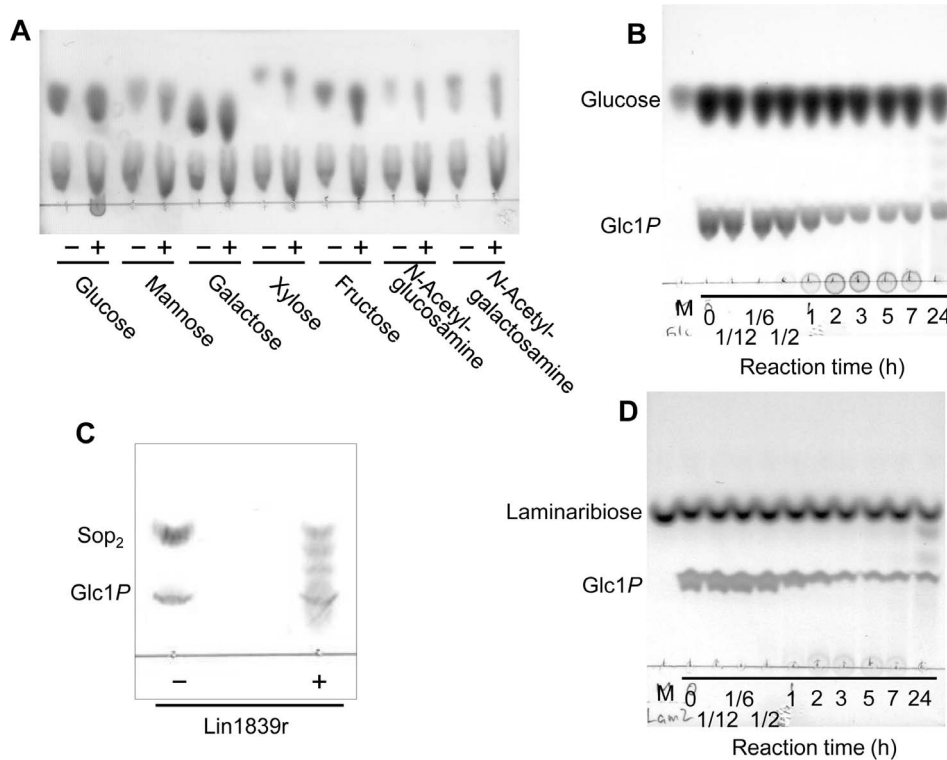 A
− + − + − + − + − + − + − +
Glucose
Mannose
Galactose
Xylose
Fructose
N-Acetyl-
glucosamine
N-Acetyl-
galactosamine
B
Glucose
Glc1P
M 0 1/6 1 2 3 5 7 24
Glc 1/12 1/2
Reaction time (h)
C
Sop₂
Glc1P
− +
Lin1839r
D
Laminaribiose
Glc1P
M 0 1/6 1 2 3 5 7 24
Lam2 1/12 1/2
Reaction time (h)